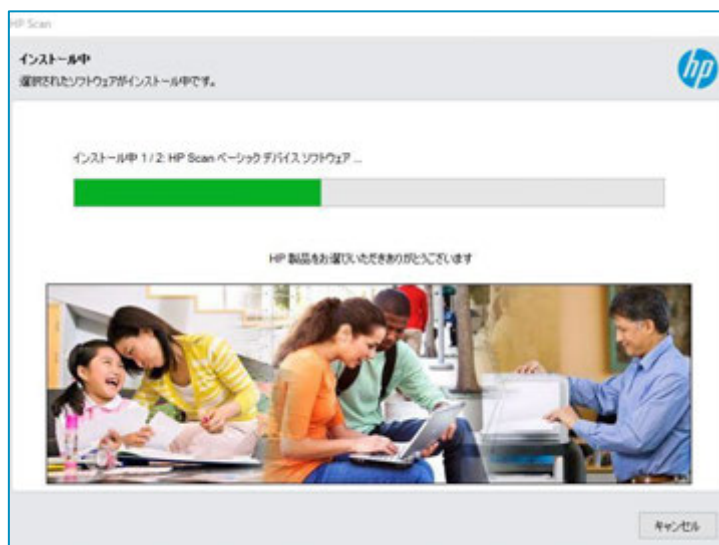 HP Scan
インストール中
選択されたソフトウェアがインストール中です。
hp
インストール中 1 / 2: HP Scan ベーシック デバイス ソフトウェア ...
HP 製品をお選びいただきありがとうございます
キャンセル